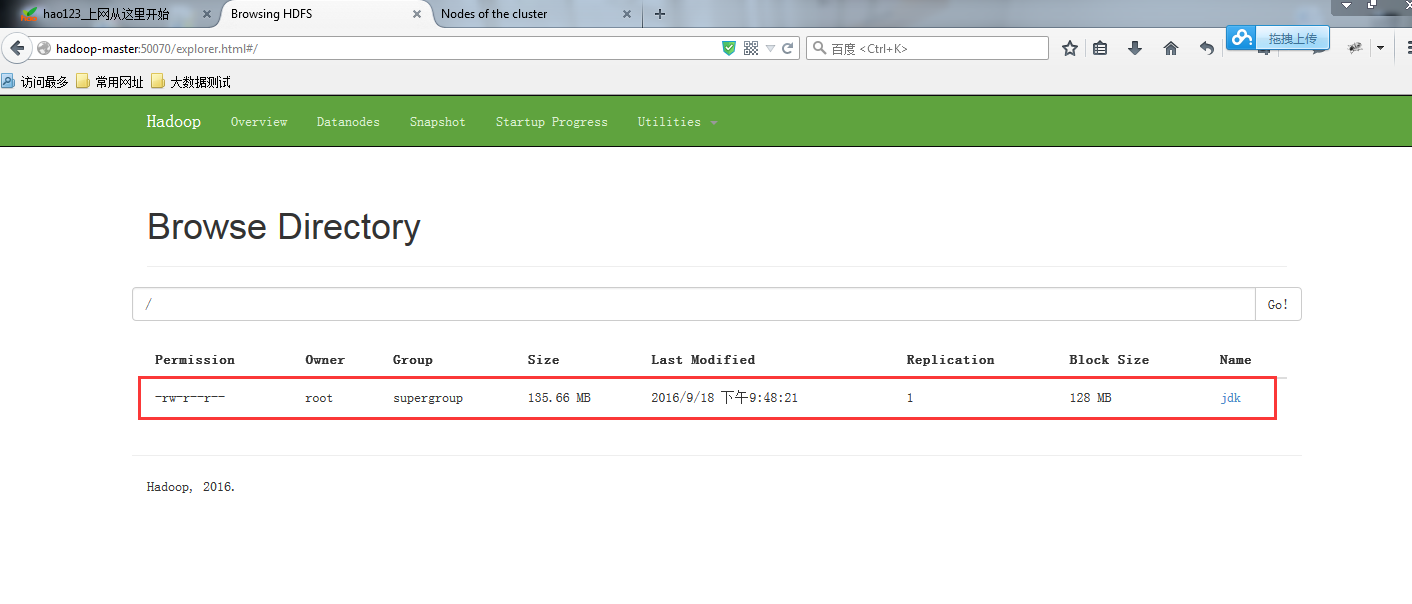 hao123_上网从这里开始 Browsing HDFS Nodes of the cluster
hadoop-master:50070/explorer.html#/ 百度 <Ctrl+K> 拖拽上传
访问最多 常用网址 大数据测试
Hadoop Overview Datanodes Snapshot Startup Progress Utilities
Browse Directory
/ Go!
Permission Owner Group Size Last Modified Replication Block Size Name
-rw-r--r-- root supergroup 135.66 MB 2016/9/18 下午9:48:21 1 128 MB jdk
Hadoop, 2016.